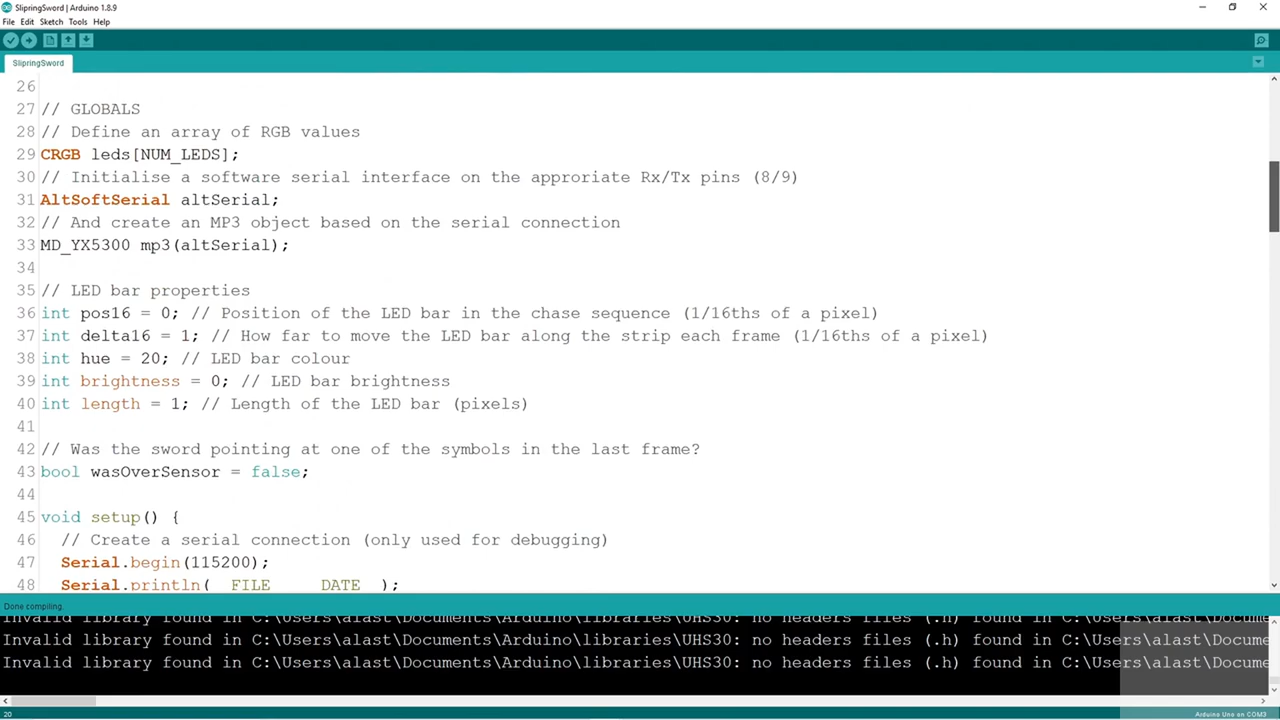 SlipringSword | Arduino 1.8.9
File Edit Sketch Tools Help
SlipringSword
26
27 // GLOBALS
28 // Define an array of RGB values
29 CRGB leds[NUM_LEDS];
30 // Initialise a software serial interface on the approriate Rx/Tx pins (8/9)
31 AltSoftSerial altSerial;
32 // And create an MP3 object based on the serial connection
33 MD_YX5300 mp3(altSerial);
34
35 // LED bar properties
36 int pos16 = 0; // Position of the LED bar in the chase sequence (1/16ths of a pixel)
37 int delta16 = 1; // How far to move the LED bar along the strip each frame (1/16ths of a pixel)
38 int hue = 20; // LED bar colour
39 int brightness = 0; // LED bar brightness
40 int length = 1; // Length of the LED bar (pixels)
41
42 // Was the sword pointing at one of the symbols in the last frame?
43 bool wasOverSensor = false;
44
45 void setup() {
46 // Create a serial connection (only used for debugging)
47 Serial.begin(115200);
48 Serial.println( FILE DATE );
Done compiling.
Invalid library found in C:\Users\alast\Documents\Arduino\libraries\UHS30: no headers files (.h) found in C:\Users\alast\Docume
Invalid library found in C:\Users\alast\Documents\Arduino\libraries\UHS30: no headers files (.h) found in C:\Users\alast\Docume
Invalid library found in C:\Users\alast\Documents\Arduino\libraries\UHS30: no headers files (.h) found in C:\Users\alast\Docume
20
Arduino Uno on COM3